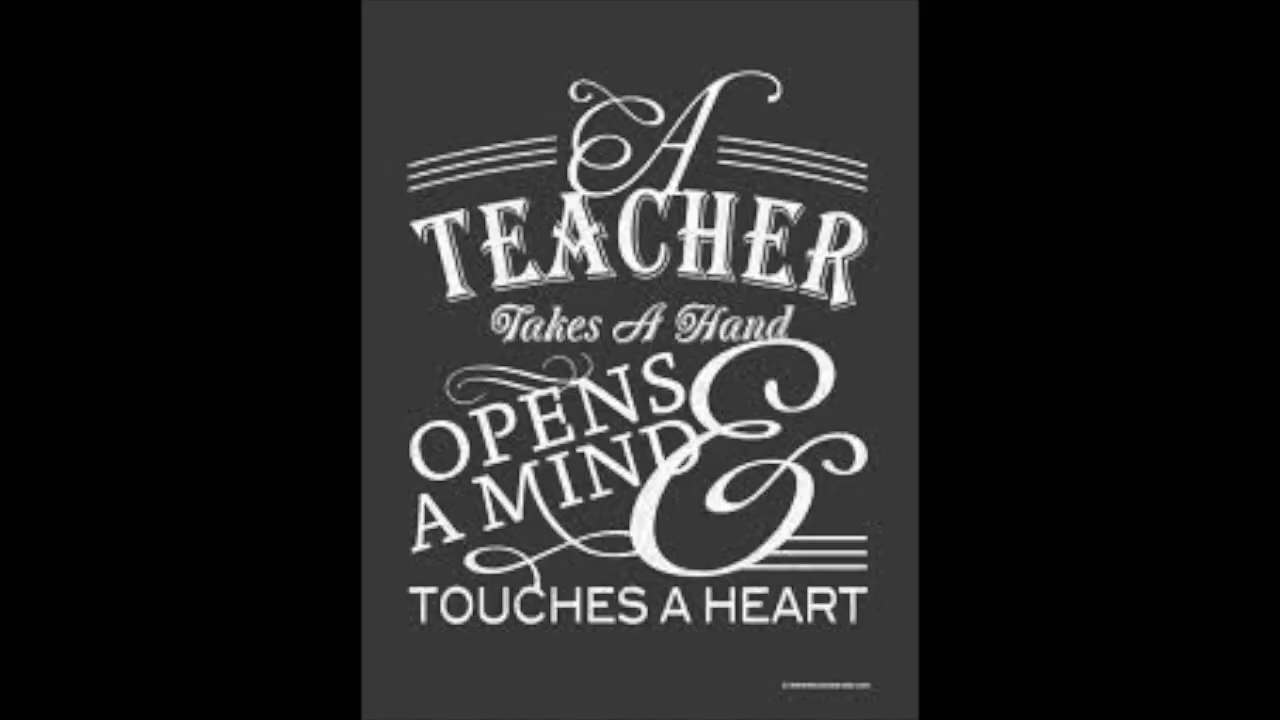 A
TEACHER
Takes A Hand
OPENS
A MIND &
TOUCHES A HEART